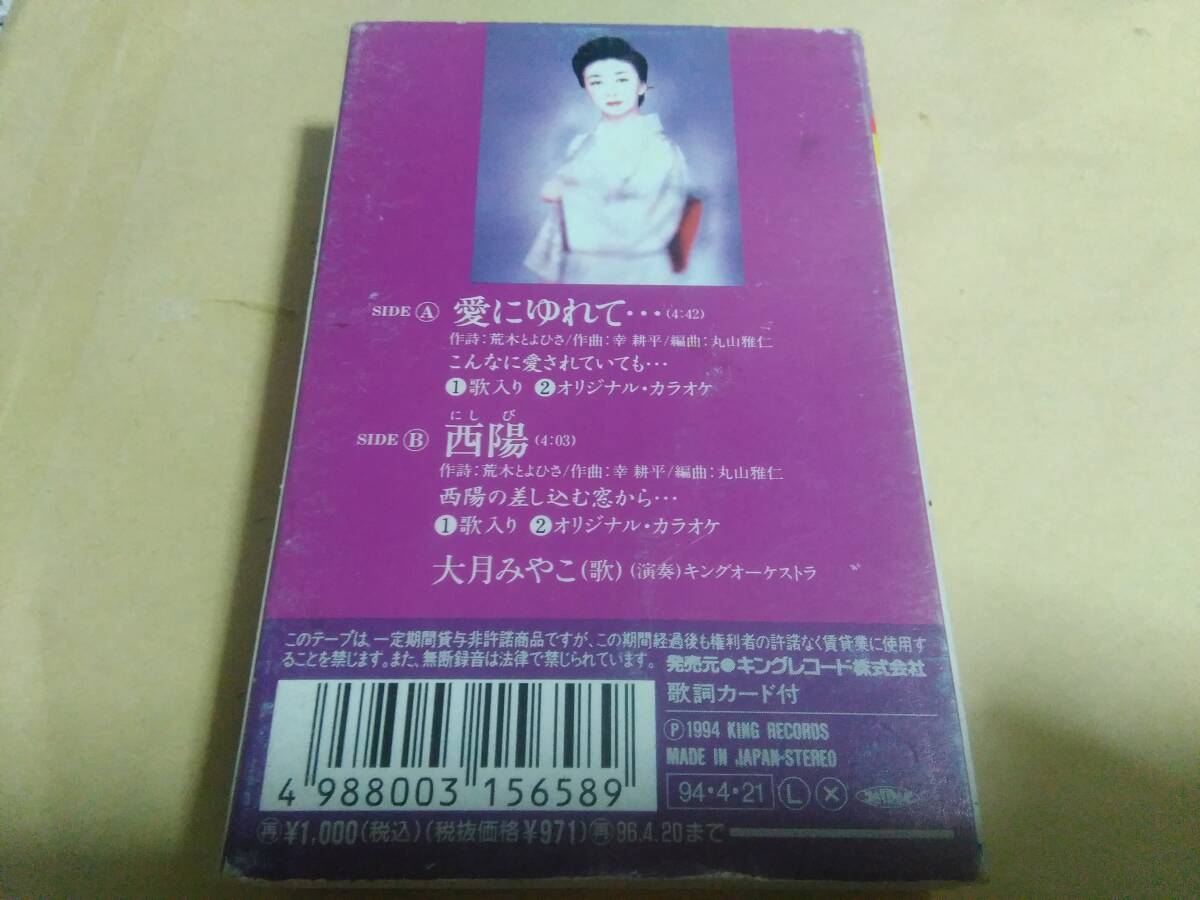 SIDE Ⓐ 愛にゆれて・・・(4:42)
作詩:荒木とよひさ/作曲:幸 耕平/編曲:丸山雅仁
こんなに愛されていても・・・
❶歌入り ❷オリジナル・カラオケ
にしび
SIDE Ⓑ 西陽(4:03)
作詩:荒木とよひさ/作曲:幸 耕平/編曲:丸山雅仁
西陽の差し込む窓から・・・
❶歌入り ❷オリジナル・カラオケ
大月みやこ(歌) (演奏)キングオーケストラ
このテープは、一定期間貸与非許諾商品ですが、この期間経過後も権利者の許諾なく賃貸業に使用す
ることを禁じます。また、無断録音は法律で禁じられています。 発売元●キングレコード株式会社
歌詞カード付
Ⓟ1994 KING RECORDS
MADE IN JAPAN-STEREO
94・4・21 Ⓛ Ⓧ
4 988003 156589
再¥1,000(税込)(税抜価格¥971)再96.4.20まで